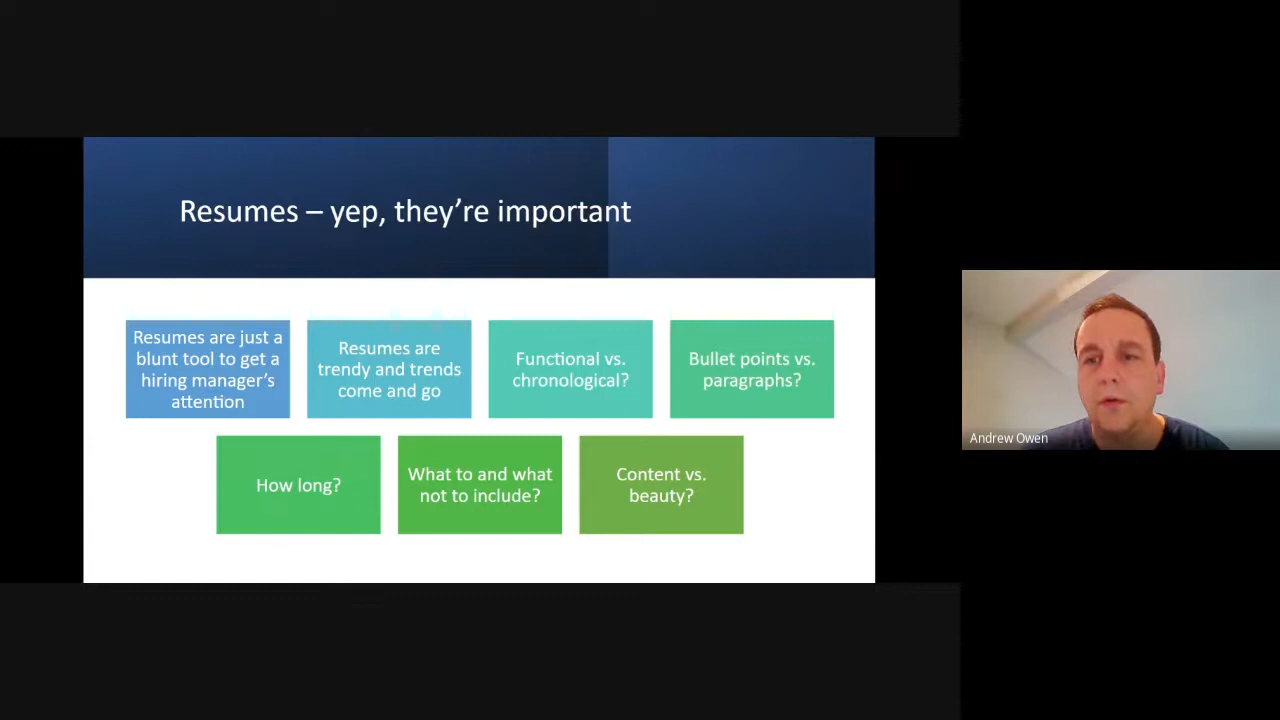 Resumes – yep, they’re important
Resumes are just a
blunt tool to get a
hiring manager’s
attention
Resumes are
trendy and trends
come and go
Functional vs.
chronological?
Bullet points vs.
paragraphs?
How long?
What to and what
not to include?
Content vs.
beauty?
Andrew Owen